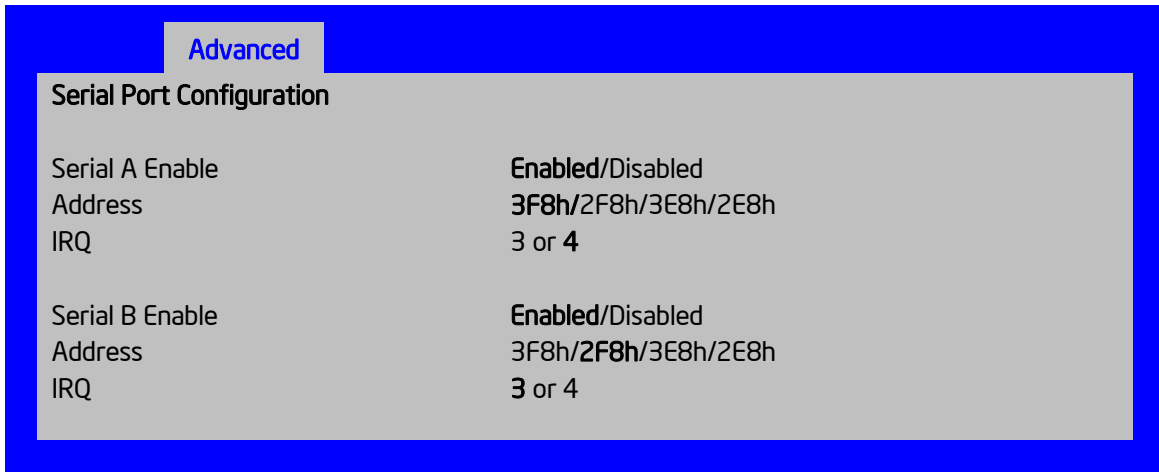 Advanced
Serial Port Configuration
Serial A Enable Enabled/Disabled
Address 3F8h/2F8h/3E8h/2E8h
IRQ 3 or 4
Serial B Enable Enabled/Disabled
Address 3F8h/2F8h/3E8h/2E8h
IRQ 3 or 4